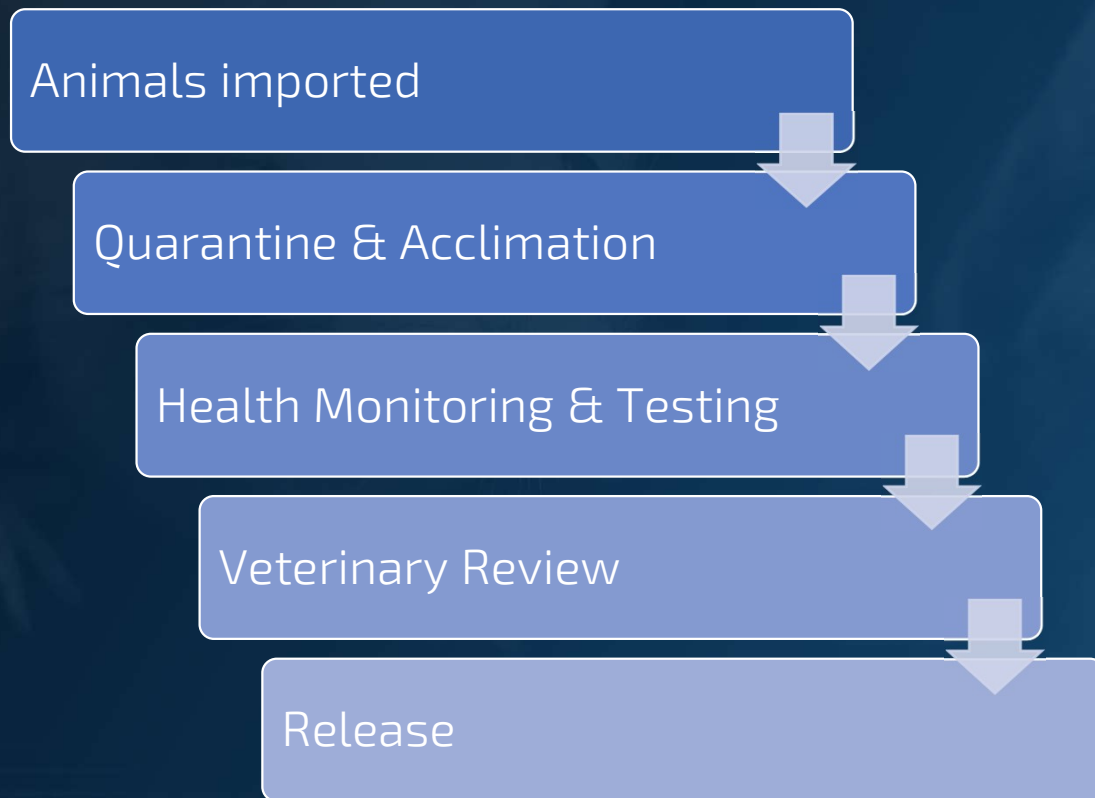 Animals imported
Quarantine & Acclimation
Health Monitoring & Testing
Veterinary Review
Release